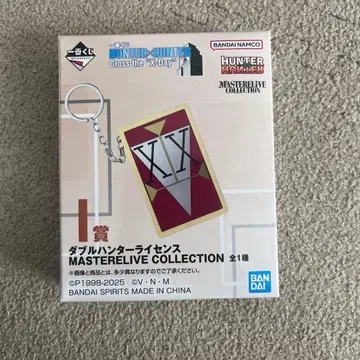 一番くじ
HUNTER×HUNTER
Cross the "X-Day"
BANDAI NAMCO
HUNTER×HUNTER
MASTERELIVE
COLLECTION
XX
I賞
ダブルハンターライセンス
MASTERELIVE COLLECTION 全1種
※画像と商品とは、多少異なりますのでご了承ください。
©P1998-2025 ©V・N・M
BANDAI SPIRITS MADE IN CHINA
BANDAI